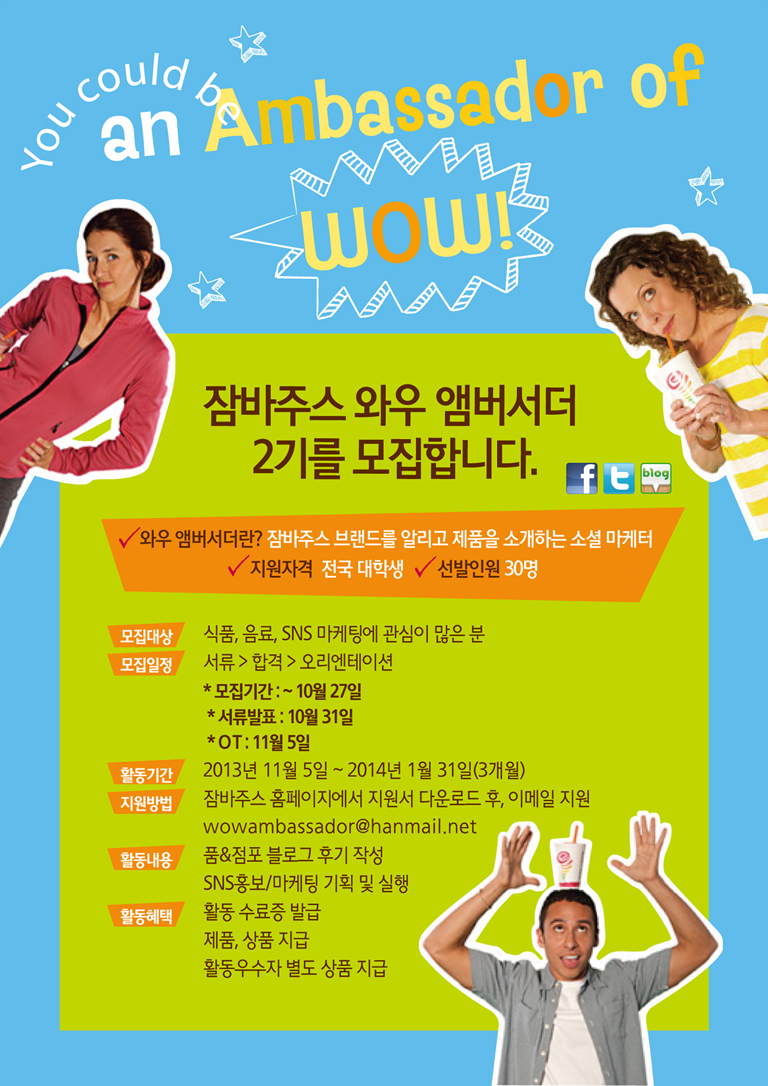 You could be
an Ambassador of
WOW!
잠바주스 와우 앰버서더
2기를 모집합니다.
f t blog
와우 앰버서더란? 잠바주스 브랜드를 알리고 제품을 소개하는 소셜 마케터
지원자격 전국 대학생 선발인원 30명
모집대상 식품, 음료, SNS 마케팅에 관심이 많은 분
모집일정 서류 > 합격 > 오리엔테이션
* 모집기간 : ~ 10월 27일
* 서류발표 : 10월 31일
* OT : 11월 5일
활동기간 2013년 11월 5일 ~ 2014년 1월 31일(3개월)
지원방법 잠바주스 홈페이지에서 지원서 다운로드 후, 이메일 지원
wowambassador@hanmail.net
활동내용 품&점포 블로그 후기 작성
SNS홍보/마케팅 기획 및 실행
활동혜택 활동 수료증 발급
제품, 상품 지급
활동우수자 별도 상품 지급